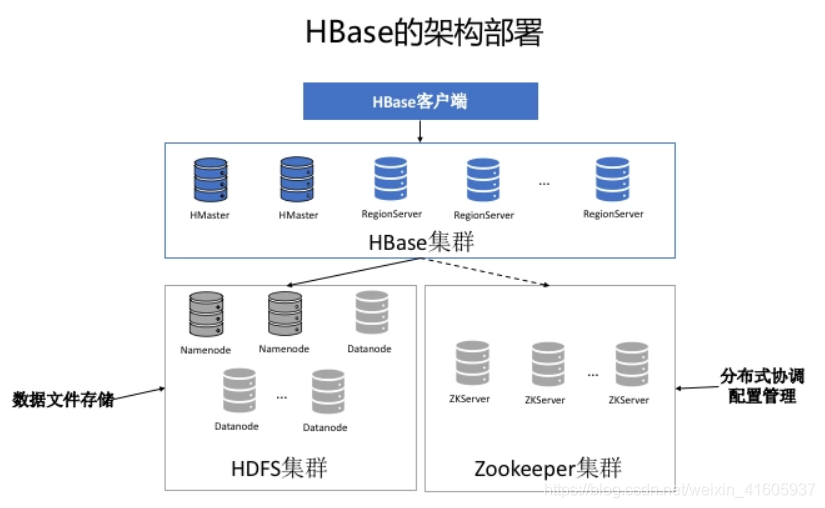 HBase的架构部署
HBase客户端
HMaster
HMaster
RegionServer
RegionServer
...
RegionServer
HBase集群
Namenode
Namenode
Datanode
Datanode
...
Datanode
HDFS集群
ZKServer
ZKServer
...
ZKServer
Zookeeper集群
数据文件存储
分布式协调
配置管理
https://blog.csdn.net/weixin_41605937